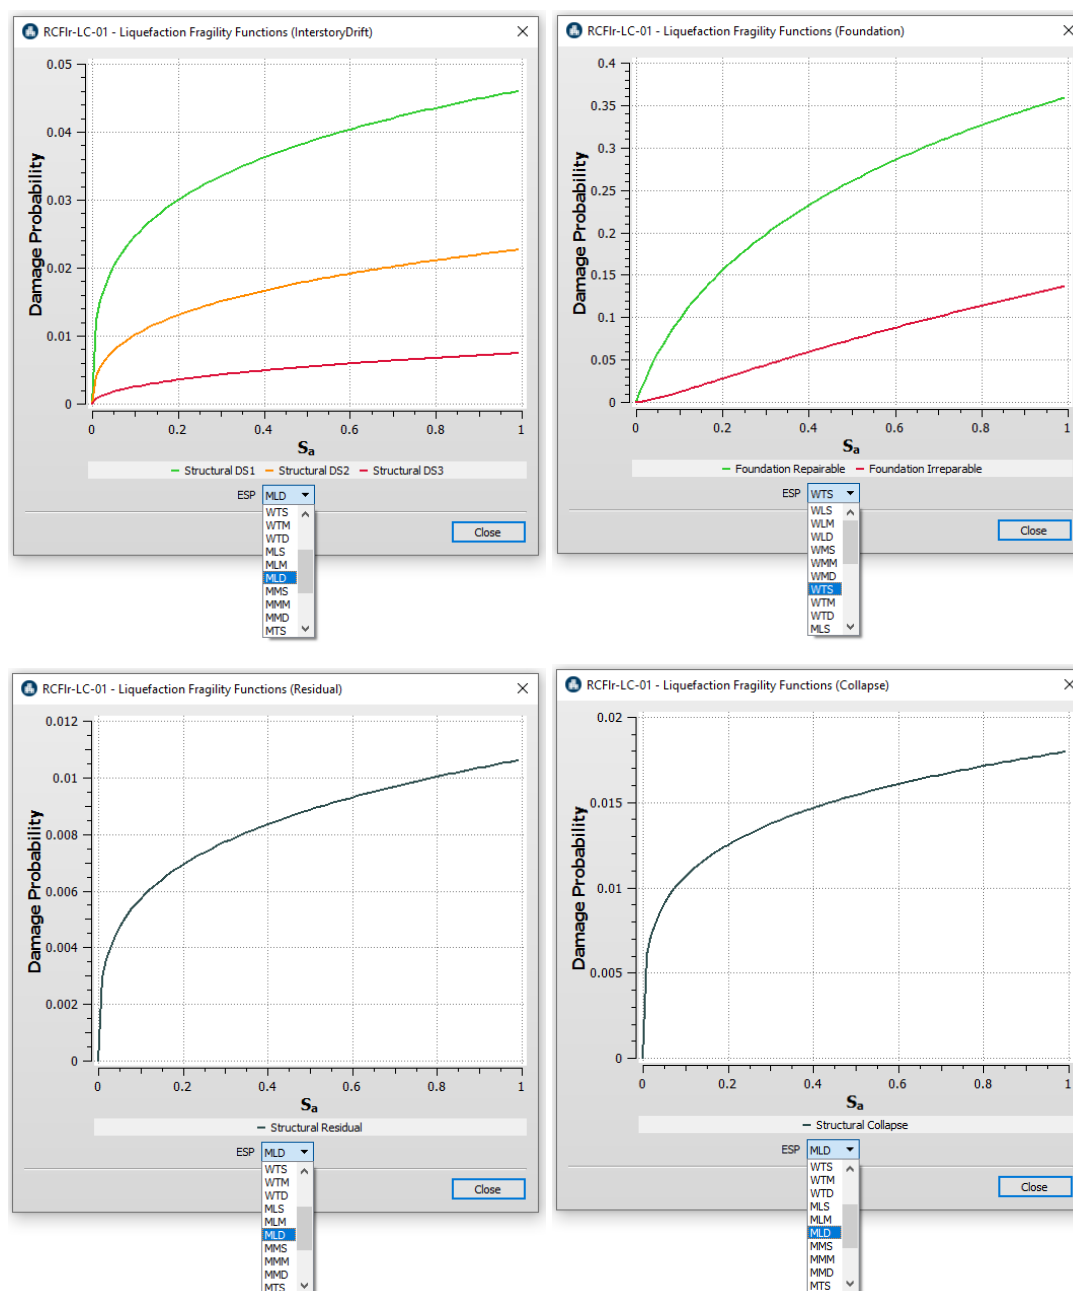 RCFIr-LC-01 - Liquefaction Fragility Functions (InterstoryDrift)
0.05
0.04
0.03
0.02
0.01
0
Damage Probability
0 0.2 0.4 0.6 0.8 1
Sa
Structural DS1 Structural DS2 Structural DS3
ESP MLD
WTS
WTM
WTD
MLS
MLM
MLD
MMS
MMM
MMD
MTS
Close
RCFIr-LC-01 - Liquefaction Fragility Functions (Foundation)
0.4
0.35
0.3
0.25
0.2
0.15
0.1
0.05
0
Damage Probability
0 0.2 0.4 0.6 0.8 1
Sa
Foundation Repairable Foundation Irreparable
ESP WTS
WLS
WLM
WLD
WMS
WMM
WMD
WTS
WTM
WTD
MLS
Close
RCFIr-LC-01 - Liquefaction Fragility Functions (Residual)
0.012
0.01
0.008
0.006
0.004
0.002
0
Damage Probability
0 0.2 0.4 0.6 0.8 1
Sa
Structural Residual
ESP MLD
WTS
WTM
WTD
MLS
MLM
MLD
MMS
MMM
MMD
MTS
Close
RCFIr-LC-01 - Liquefaction Fragility Functions (Collapse)
0.02
0.015
0.01
0.005
0
Damage Probability
0 0.2 0.4 0.6 0.8 1
Sa
Structural Collapse
ESP MLD
WTS
WTM
WTD
MLS
MLM
MLD
MMS
MMM
MMD
MTS
Close